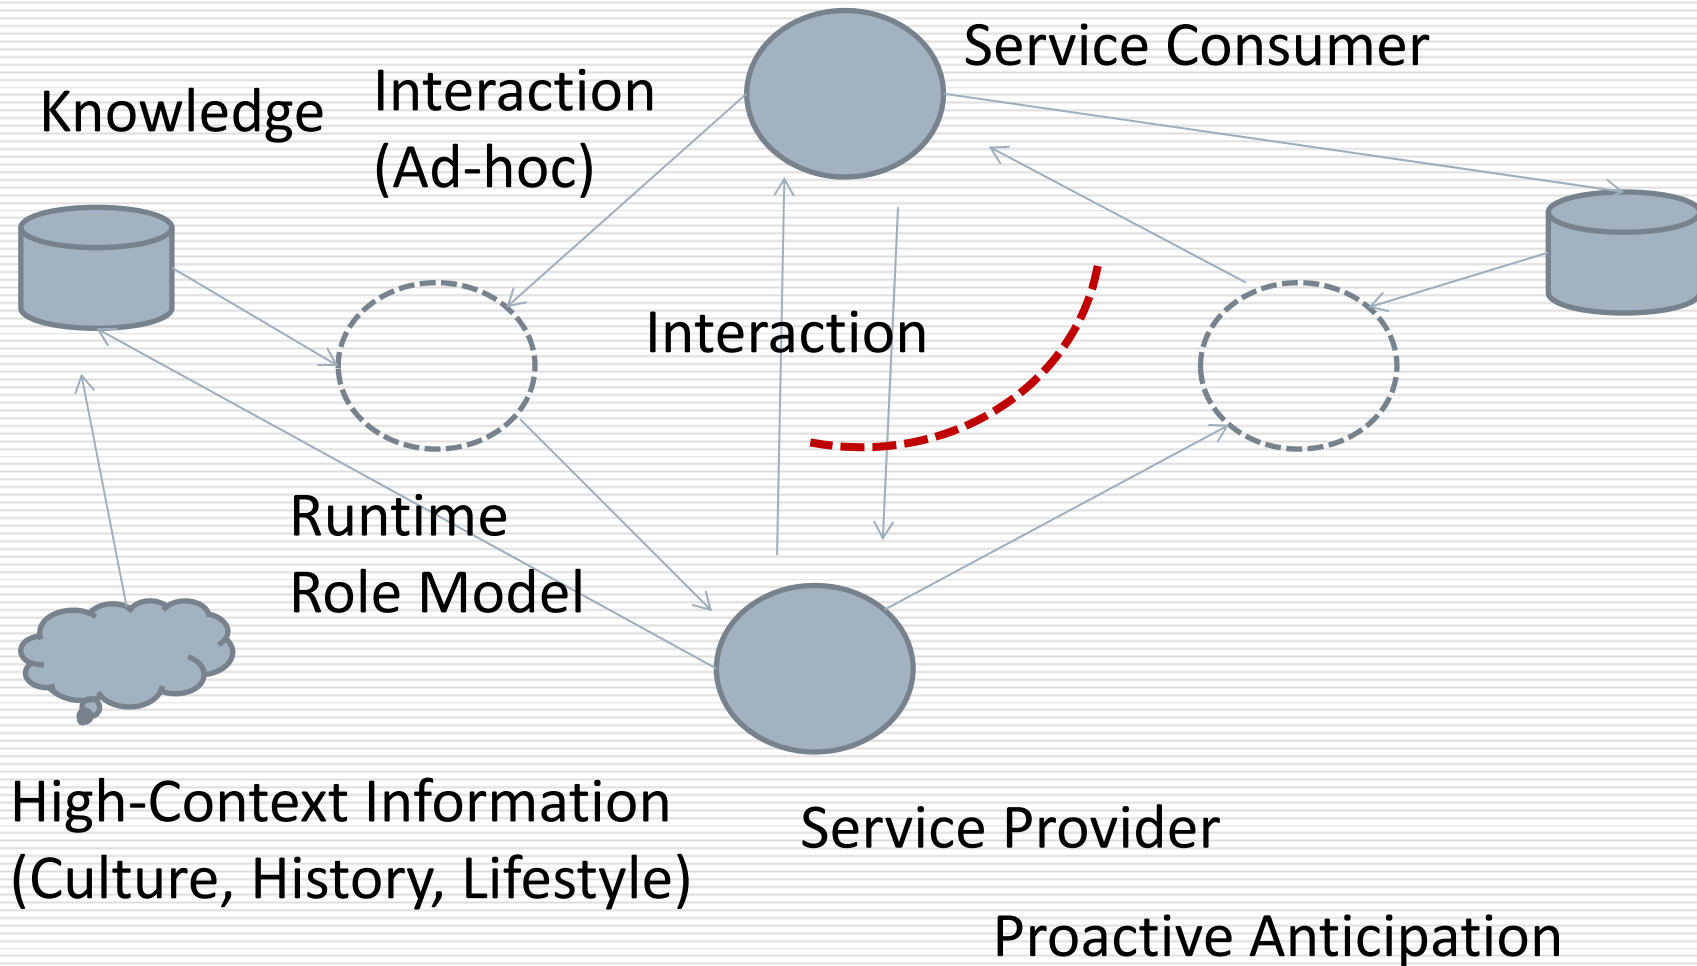 Service Consumer
Knowledge
Interaction
(Ad-hoc)
Interaction
Runtime
Role Model
High-Context Information
(Culture, History, Lifestyle)
Service Provider
Proactive Anticipation